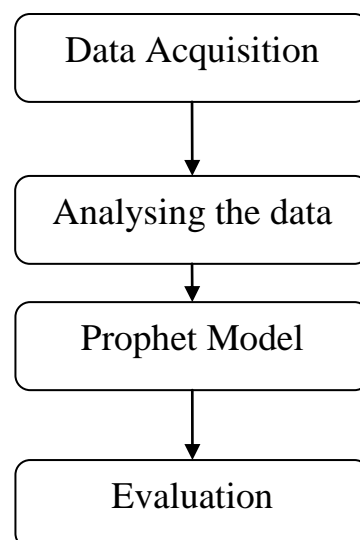 Data Acquisition
Analysing the data
Prophet Model
Evaluation